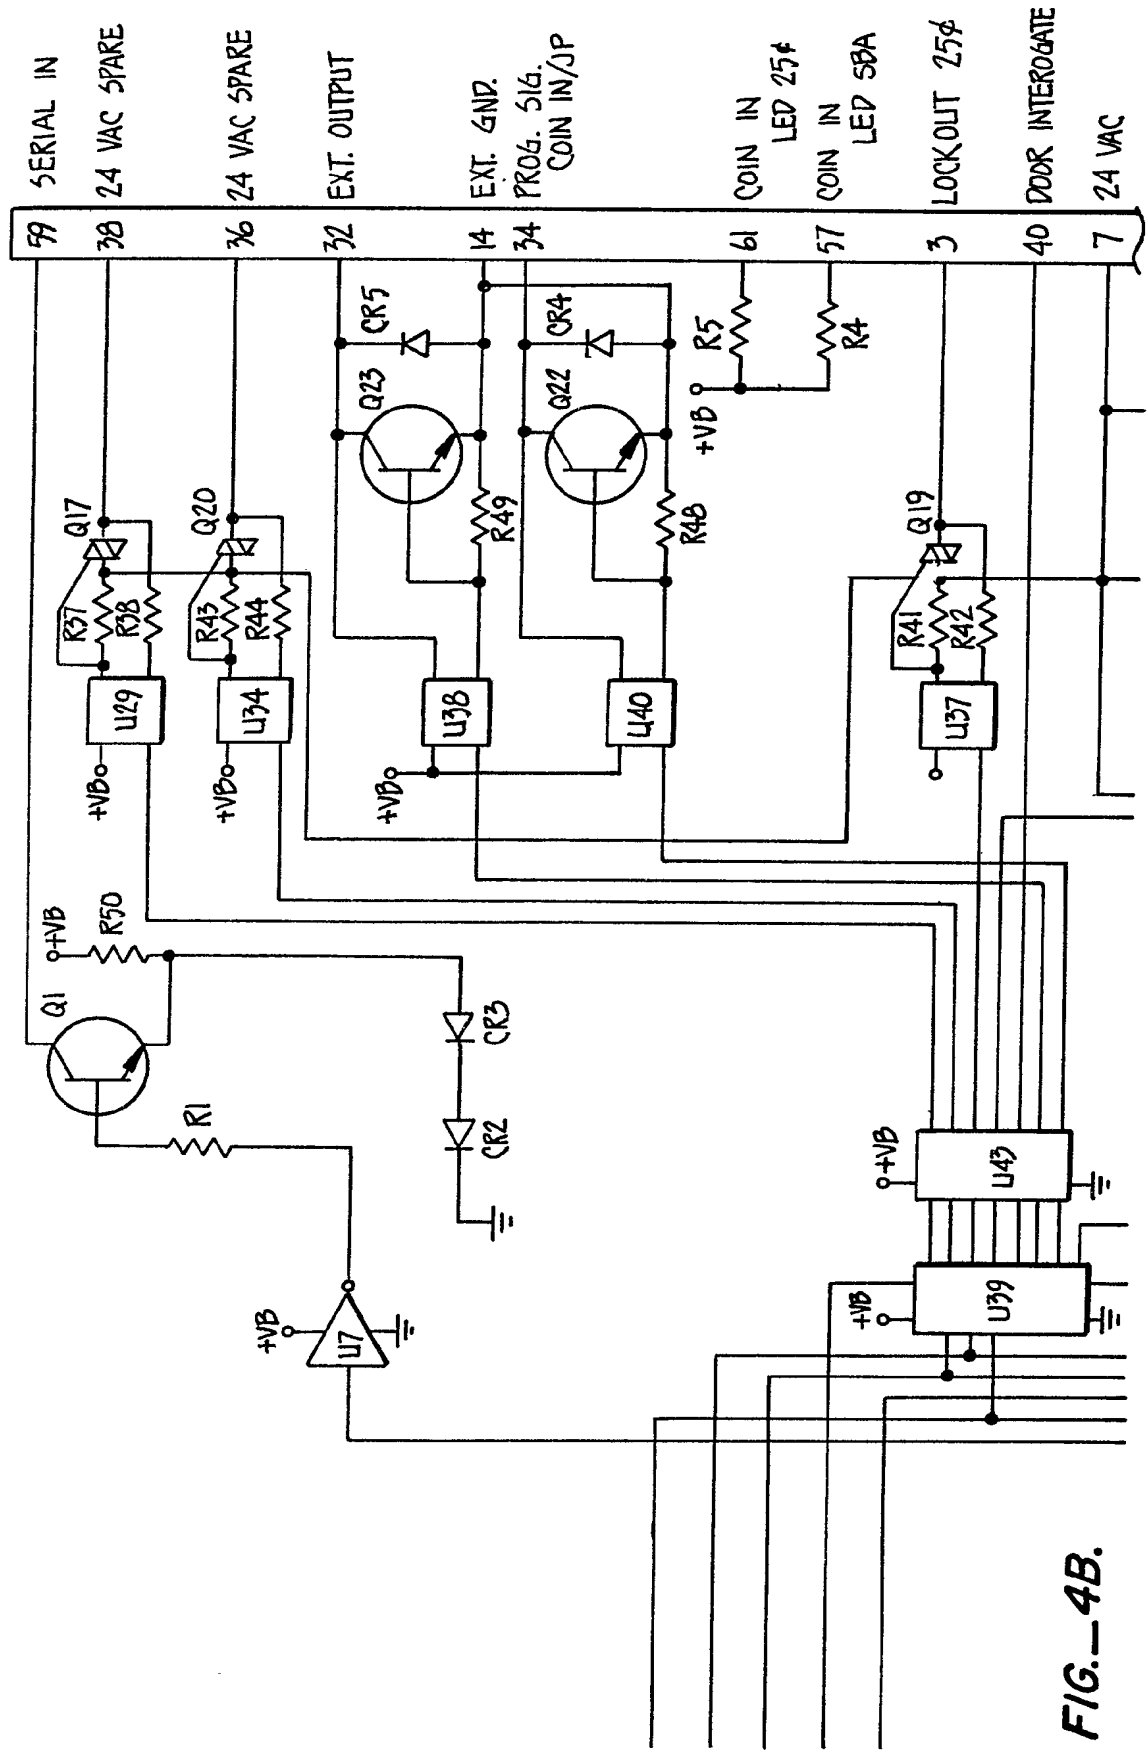 59 SERIAL IN
38 24 VAC SPARE
36 24 VAC SPARE
32 EXT. OUTPUT
14 EXT. GND.
34 PROG. SIG.
COIN IN/JP
61 COIN IN
LED 25¢
57 COIN IN
LED SBA
3 LOCKOUT 25¢
40 DOOR INTEROGATE
7 24 VAC
Q17
R37
R38
U29
+VB
Q20
R43
R44
U34
+VB
CR5
Q23
R49
U38
+VB
CR4
Q22
R48
U40
R5
R4
+VB
Q19
R41
R42
U37
+VB
R50
Q1
R1
CR3
CR2
+VB
U7
+VB
U43
+VB
U39
FIG._4B.